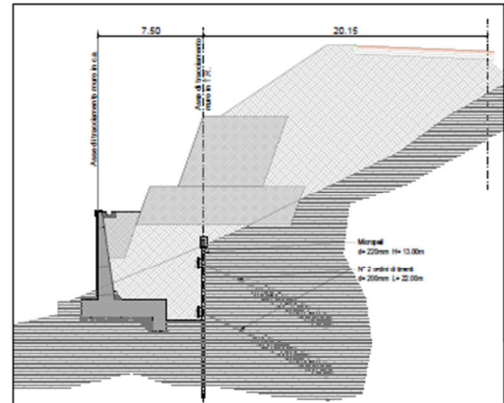 7.50
20.15
Asse di tracciamento muro in c.a.
Asse di tracciamento
muro in T.R.
Micropali
d= 220mm H= 13.00m
N° 2 ordini di tiranti
d= 200mm L= 22.00m